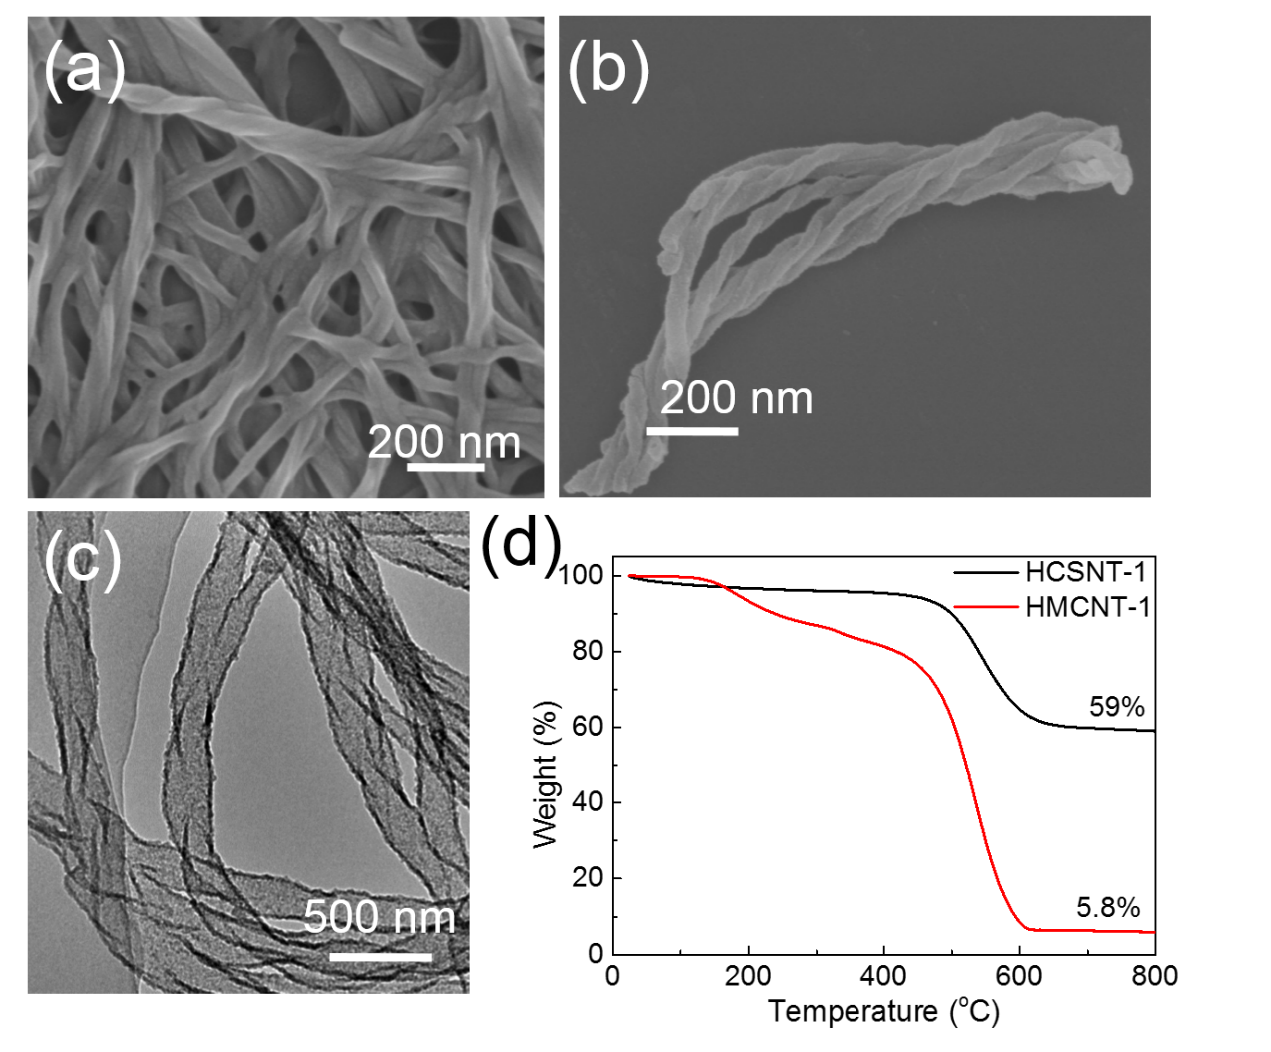 (a)
(b)
200 nm
200 nm
(c)
500 nm
(d)
HCSNT-1
HMCNT-1
59%
5.8%
100
80
60
40
20
0
Weight (%)
0 200 400 600 800
Temperature (°C)